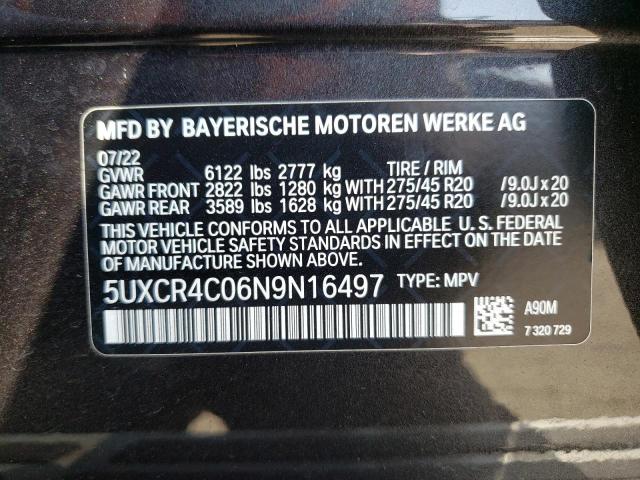 MFD BY BAYERISCHE MOTOREN WERKE AG
07/22
GVWR 6122 lbs 2777 kg TIRE / RIM
GAWR FRONT 2822 lbs 1280 kg WITH 275/45 R20 /9.0J x 20
GAWR REAR 3589 lbs 1628 kg WITH 275/45 R20 /9.0J x 20
THIS VEHICLE CONFORMS TO ALL APPLICABLE U. S. FEDERAL
MOTOR VEHICLE SAFETY STANDARDS IN EFFECT ON THE DATE
OF MANUFACTURE SHOWN ABOVE.
5UXCR4C06N9N16497 TYPE: MPV
A90M
7 320 729